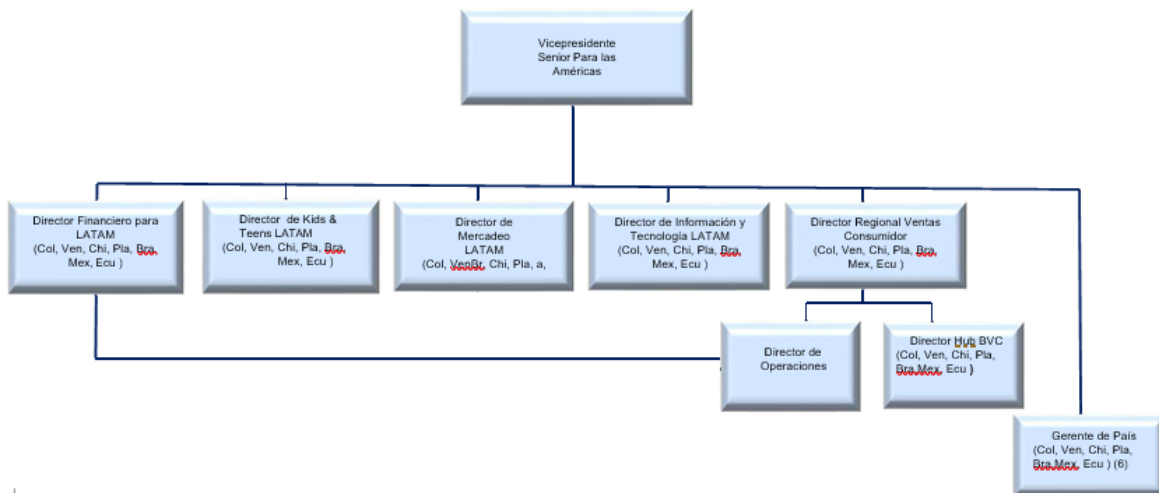 Vicepresidente
Senior Para las
Américas
Director Financiero para
LATAM
(Col, Ven, Chi, Pla, Bra,
Mex, Ecu )
Director de Kids &
Teens LATAM
(Col, Ven, Chi, Pla, Bra,
Mex, Ecu )
Director de
Mercadeo
LATAM
(Col, VenBr, Chi, Pla, a,
Director de Información y
Tecnología LATAM
(Col, Ven, Chi, Pla, Bra,
Mex, Ecu )
Director Regional Ventas
Consumidor
(Col, Ven, Chi, Pla, Bra,
Mex, Ecu )
Director de
Operaciones
Director Hub BVC
(Col, Ven, Chi, Pla,
Bra,Mex, Ecu )
Gerente de País
(Col, Ven, Chi, Pla,
Bra,Mex, Ecu ) (6)